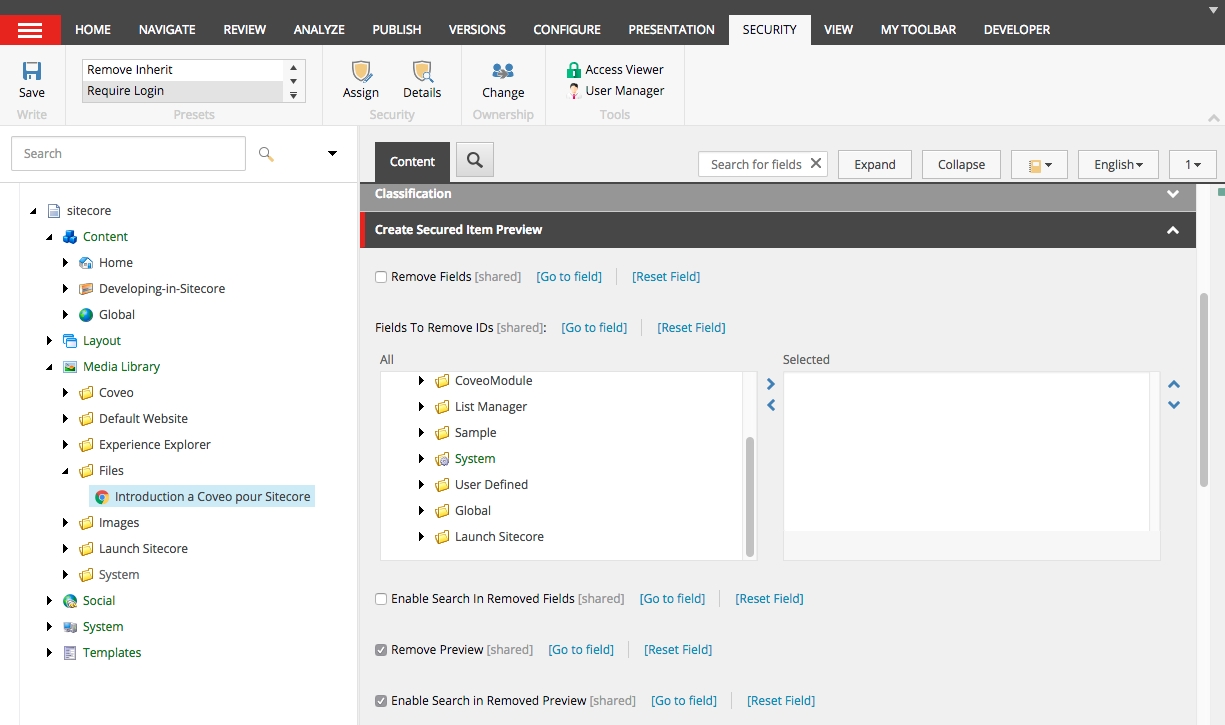 HOME NAVIGATE REVIEW ANALYZE PUBLISH VERSIONS CONFIGURE PRESENTATION SECURITY VIEW MY TOOLBAR DEVELOPER
Save
Write
Remove Inherit
Require Login
Presets
Assign Details
Security
Change
Ownership
Access Viewer
User Manager
Tools
Search
sitecore
Content
Home
Developing-in-Sitecore
Global
Layout
Media Library
Coveo
Default Website
Experience Explorer
Files
Introduction a Coveo pour Sitecore
Images
Launch Sitecore
System
Social
System
Templates
Content
Search for fields
Expand
Collapse
English
1
Classification
Create Secured Item Preview
Remove Fields [shared] [Go to field] [Reset Field]
Fields To Remove IDs [shared]: [Go to field] [Reset Field]
All Selected
CoveoModule
List Manager
Sample
System
User Defined
Global
Launch Sitecore
Enable Search In Removed Fields [shared] [Go to field] [Reset Field]
Remove Preview [shared] [Go to field] [Reset Field]
Enable Search in Removed Preview [shared] [Go to field] [Reset Field]